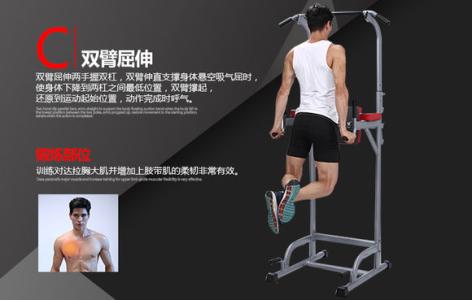 C
双臂屈伸
双臂屈伸两手握双杠，双臂伸直支撑身体悬空吸气屈时，
使身体下降到两杠之间最低位置，双臂撑起，
还原到运动起始位置，动作完成时呼气。
锻炼部位
训练对达拉胸大肌并增加上肢带肌的柔韧非常有效。